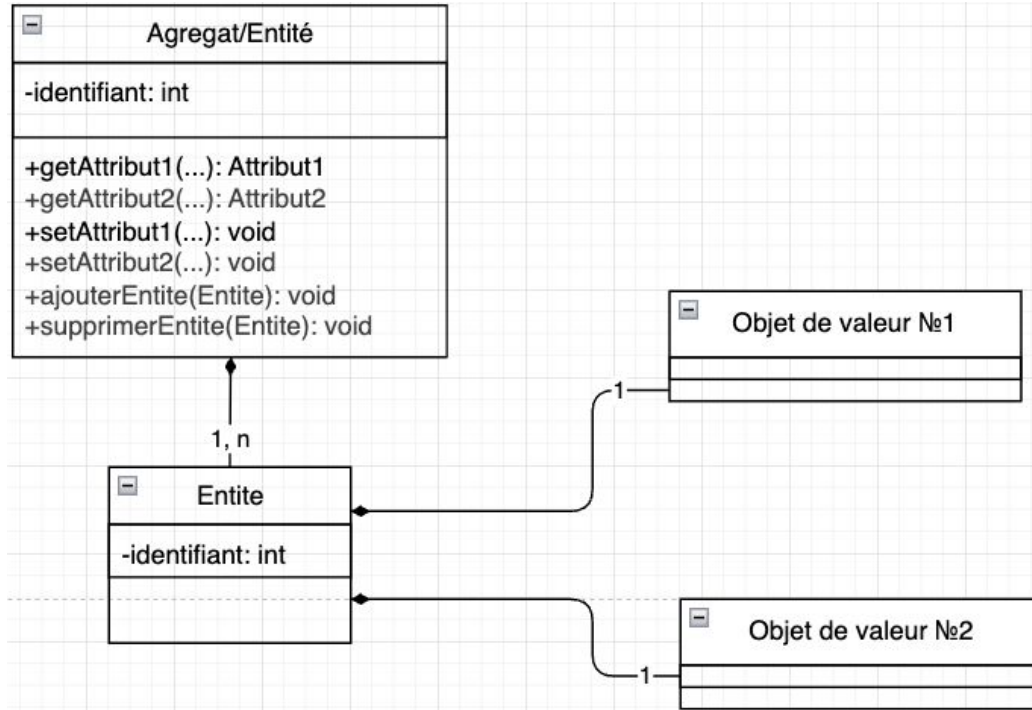 Agregat/Entité
-identifiant: int
+getAttribut1(...): Attribut1
+getAttribut2(...): Attribut2
+setAttribut1(...): void
+setAttribut2(...): void
+ajouterEntite(Entite): void
+supprimerEntite(Entite): void
1, n
Entite
-identifiant: int
1
Objet de valeur №1
1
Objet de valeur №2